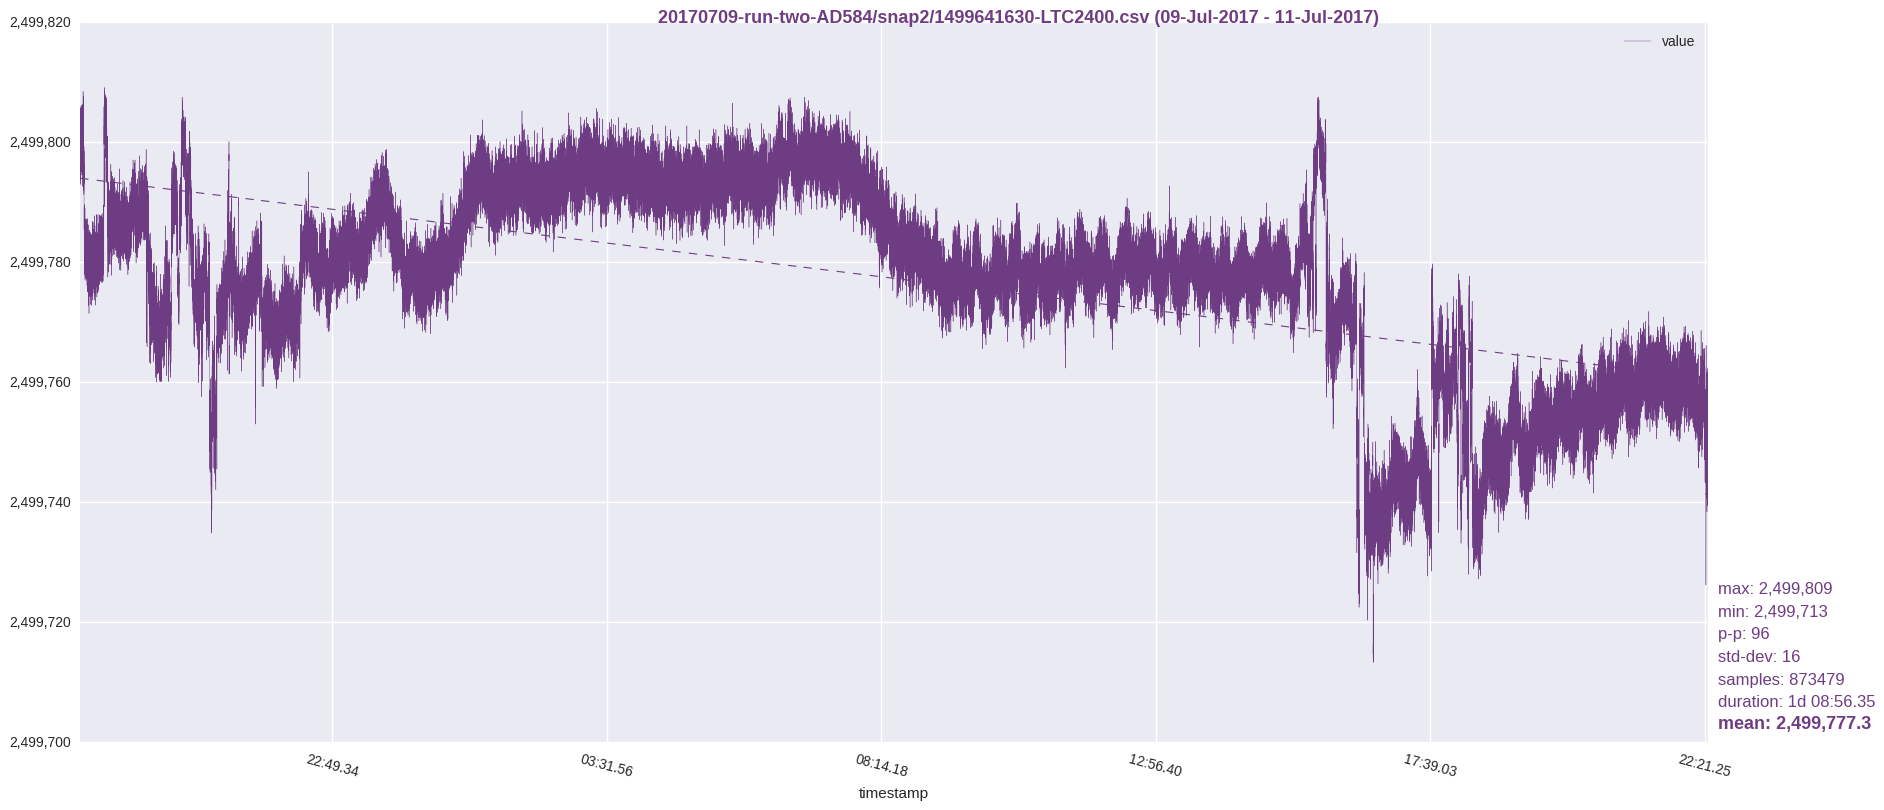 20170709-run-two-AD584/snap2/1499641630-LTC2400.csv (09-Jul-2017 - 11-Jul-2017)
value
2,499,820
2,499,800
2,499,780
2,499,760
2,499,740
2,499,720
2,499,700
max: 2,499,809
min: 2,499,713
p-p: 96
std-dev: 16
samples: 873479
duration: 1d 08:56.35
mean: 2,499,777.3
22:49.34
03:31.56
08:14.18
12:56.40
17:39.03
22:21.25
timestamp